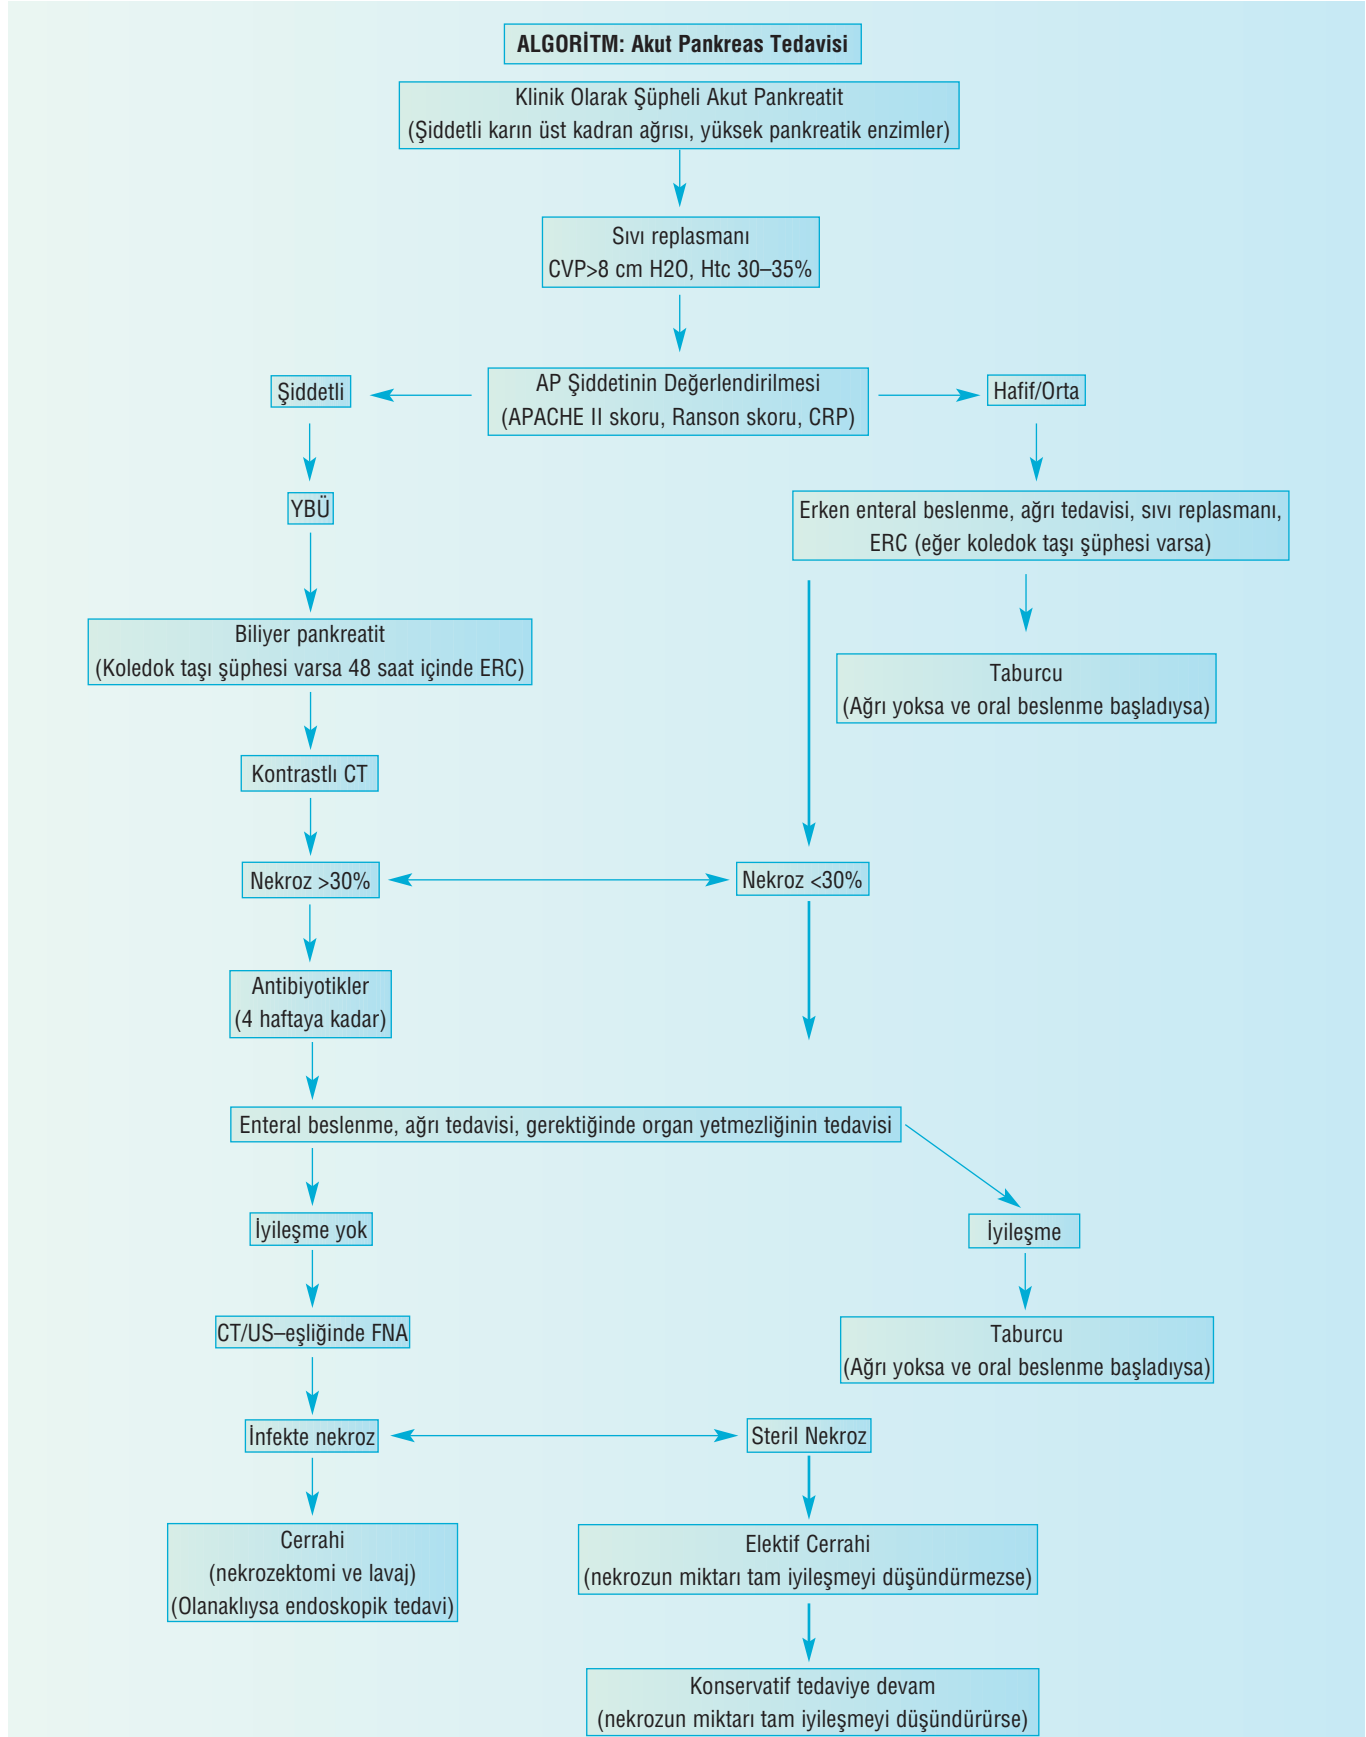 ALGORİTM: Akut Pankreas Tedavisi
Klinik Olarak Şüpheli Akut Pankreatit
(Şiddetli karın üst kadran ağrısı, yüksek pankreatik enzimler)
Sıvı replasmanı
CVP>8 cm H2O, Htc 30–35%
Şiddetli
AP Şiddetinin Değerlendirilmesi
(APACHE II skoru, Ranson skoru, CRP)
Hafif/Orta
YBÜ
Erken enteral beslenme, ağrı tedavisi, sıvı replasmanı,
ERC (eğer koledok taşı şüphesi varsa)
Biliyer pankreatit
(Koledok taşı şüphesi varsa 48 saat içinde ERC)
Taburcu
(Ağrı yoksa ve oral beslenme başladıysa)
Kontrastlı CT
Nekroz >30%
Nekroz <30%
Antibiyotikler
(4 haftaya kadar)
Enteral beslenme, ağrı tedavisi, gerektiğinde organ yetmezliğinin tedavisi
İyileşme yok
İyileşme
CT/US–eşliğinde FNA
Taburcu
(Ağrı yoksa ve oral beslenme başladıysa)
İnfekte nekroz
Steril Nekroz
Cerrahi
(nekrozektomi ve lavaj)
(Olanaklıysa endoskopik tedavi)
Elektif Cerrahi
(nekrozun miktarı tam iyileşmeyi düşündürmezse)
Konservatif tedaviye devam
(nekrozun miktarı tam iyileşmeyi düşündürürse)